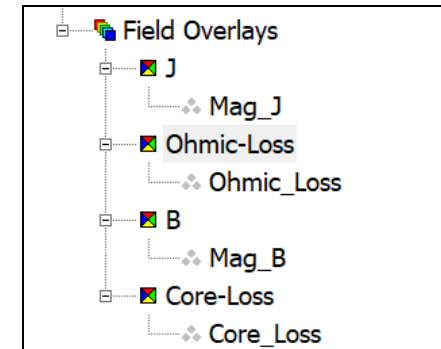 Field Overlays
J
Mag_J
Ohmic-Loss
Ohmic_Loss
B
Mag_B
Core-Loss
Core_Loss